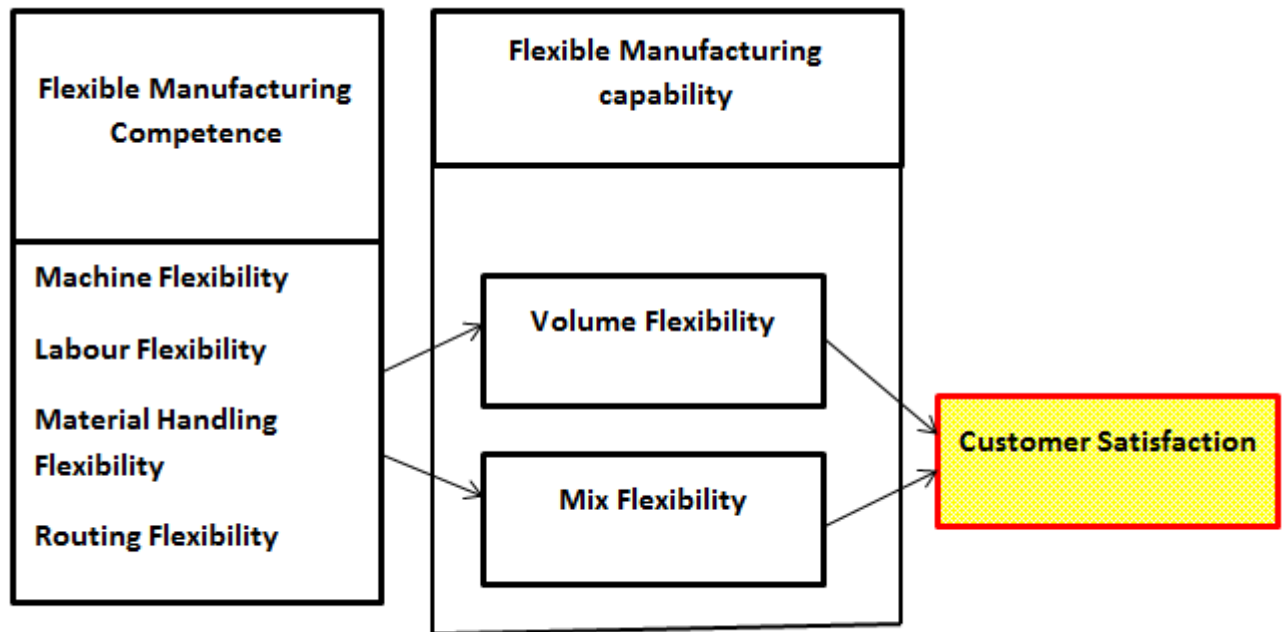 Flexible Manufacturing
Competence
Machine Flexibility
Labour Flexibility
Material Handling
Flexibility
Routing Flexibility
Flexible Manufacturing
capability
Volume Flexibility
Mix Flexibility
Customer Satisfaction